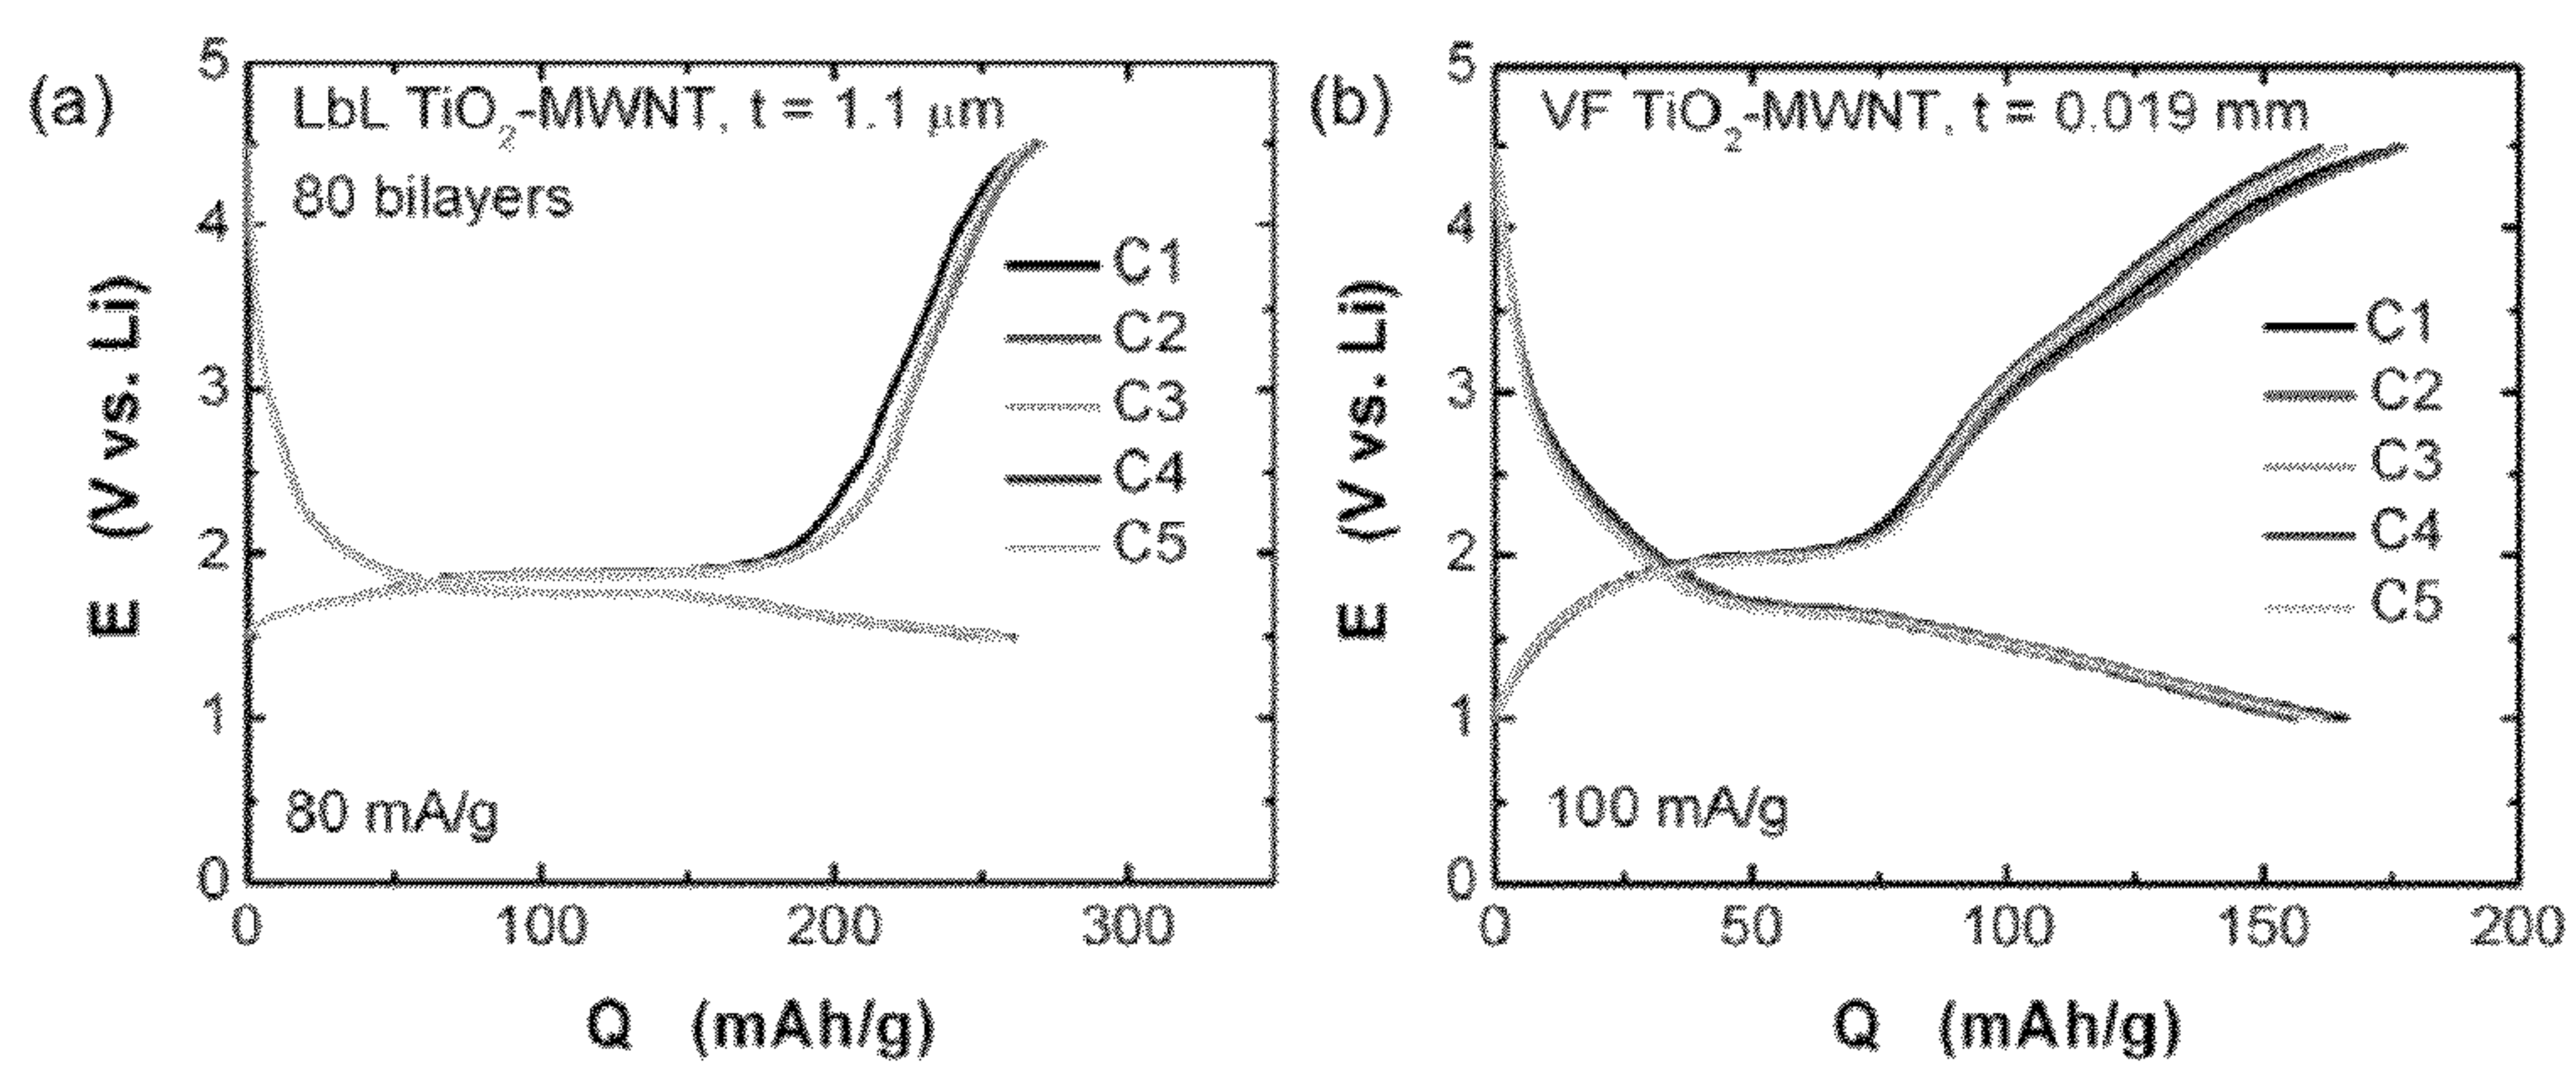 (a)
LbL TiO2-MWNT, t = 1.1 μm
80 bilayers
C1
C2
C3
C4
C5
80 mA/g
5
4
3
2
1
0
0 100 200 300
E (V vs. Li)
Q (mAh/g)
(b)
VF TiO2-MWNT, t = 0.019 mm
C1
C2
C3
C4
C5
100 mA/g
5
4
3
2
1
0
0 50 100 150 200
E (V vs. Li)
Q (mAh/g)